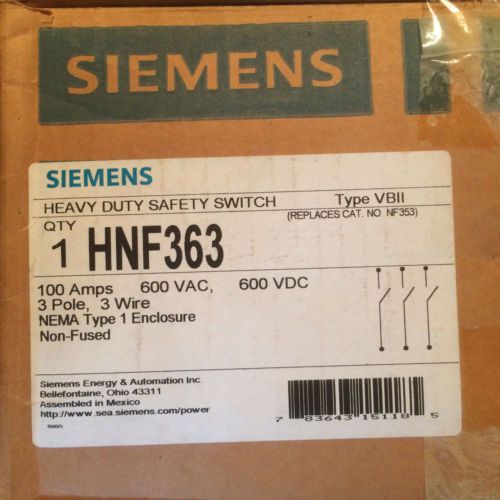 SIEMENS
SIEMENS
HEAVY DUTY SAFETY SWITCH Type VBII
QTY (REPLACES CAT. NO. NF353)
1 HNF363
100 Amps 600 VAC, 600 VDC
3 Pole, 3 Wire
NEMA Type 1 Enclosure
Non-Fused
Siemens Energy & Automation Inc.
Bellefontaine, Ohio 43311
Assembled in Mexico
http://www.sea.siemens.com/power
7 83643 15118 5